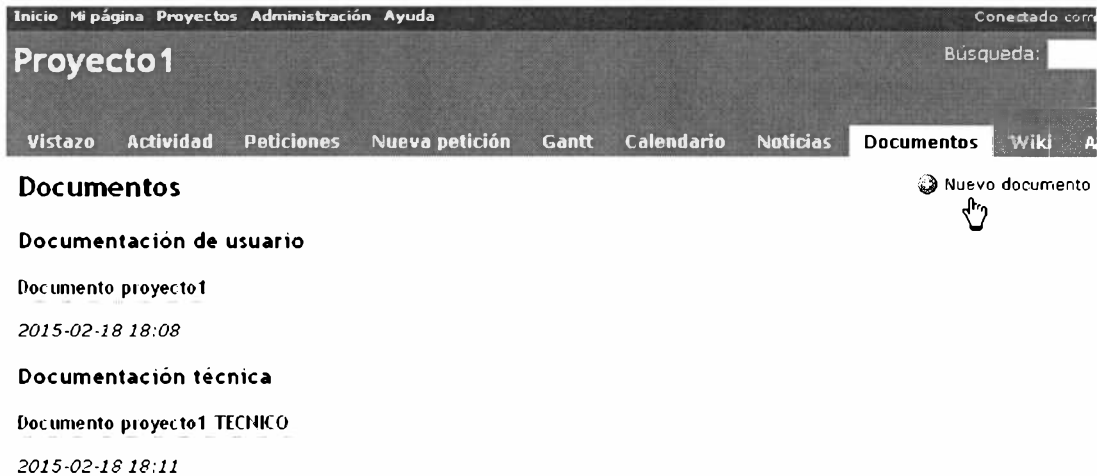 Inicio Mi página Proyectos Administración Ayuda Conectado
Proyecto1 Búsqueda:
Vistazo Actividad Peticiones Nueva petición Gantt Calendario Noticias Documentos Wiki
Documentos Nuevo documento
Documentación de usuario
Documento proyecto1
2015-02-18 18:08
Documentación técnica
Documento proyecto1 TECNICO
2015-02-18 18:11